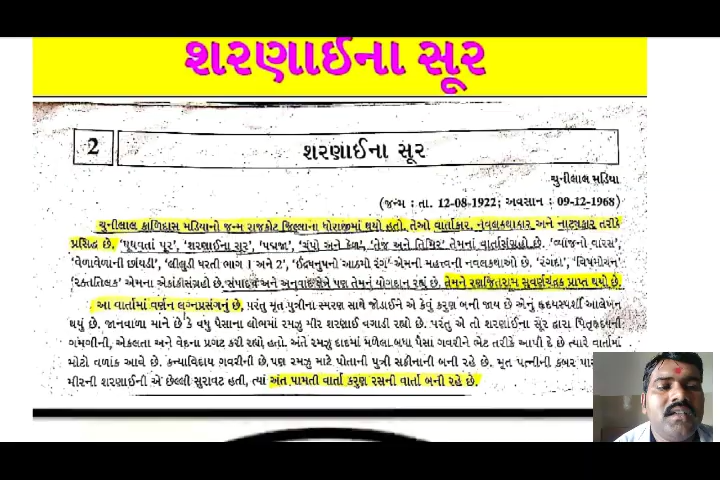 શરણાઈના સૂર
2
શરણાઈના સૂર
ચુનીલાલ મડિયા
(જન્મ : તા. 12-08-1922; અવસાન : 09-12-1968)
ચુનીલાલ કાળિદાસ મડિયાનો જન્મ રાજકોટ જિલ્લાના ધોરાજીમાં થયો હતો. તેઓ વાર્તાકાર, નવલકથાકાર અને નાટ્યકાર તરીકે
પ્રસિદ્ધ છે. 'ઘૂઘવતાં પૂર', 'શરણાઈના સૂર', 'પદ્મજા', 'ચંપો અને કેળ', 'તેજ અને તિમિર' તેમના વાર્તાસંગ્રહો છે. 'વ્યાજનો વારસ',
'વેળાવેળાની છાંયડી', 'લીલુડી ધરતી ભાગ 1 અને 2', 'ઈંદ્રધનુષનો આઠમો રંગ' એમની મહત્ત્વની નવલકથાઓ છે. 'રંગદા', 'વિષમોચન'
'રક્તતિલક' એમના એકાંકીસંગ્રહો છે. સંપાદન અને અનુવાદ ક્ષેત્રે પણ તેમનું યોગદાન રહ્યું છે. તેમને રણજિતરામ સુવર્ણચંદ્રક પ્રાપ્ત થયો છે.
આ વાર્તામાં વર્ણન લગ્નપ્રસંગનું છે, પરંતુ મૃત પુત્રીના સ્મરણ સાથે જોડાઈને એ કેવું કરુણ બની જાય છે એનું હૃદયસ્પર્શી આલેખન
થયું છે. જાનવાળા માને છે કે વધુ પૈસાના લોભમાં રમઝુ મીર શરણાઈ વગાડી રહ્યો છે. પરંતુ એ તો શરણાઈના સૂર દ્વારા પિતૃહૃદયની
ગમગીની, એકલતા અને વેદના પ્રગટ કરી રહ્યો હતો. અંતે રમઝુ દાદમાં મળેલા બધા પૈસા ગવરીને ભેટ તરીકે આપી દે છે ત્યારે વાર્તામાં
મોટો વળાંક આવે છે. કન્યાવિદાય ગવરીની છે, પણ રમઝુ માટે પોતાની પુત્રી સકીનાની બની રહે છે. મૃત પત્નીની કબર પા
મીરની શરણાઈની એ છેલ્લી સુરાવટ હતી, ત્યાં અંત પામતી વાર્તા કરુણ રસની વાર્તા બની રહે છે.